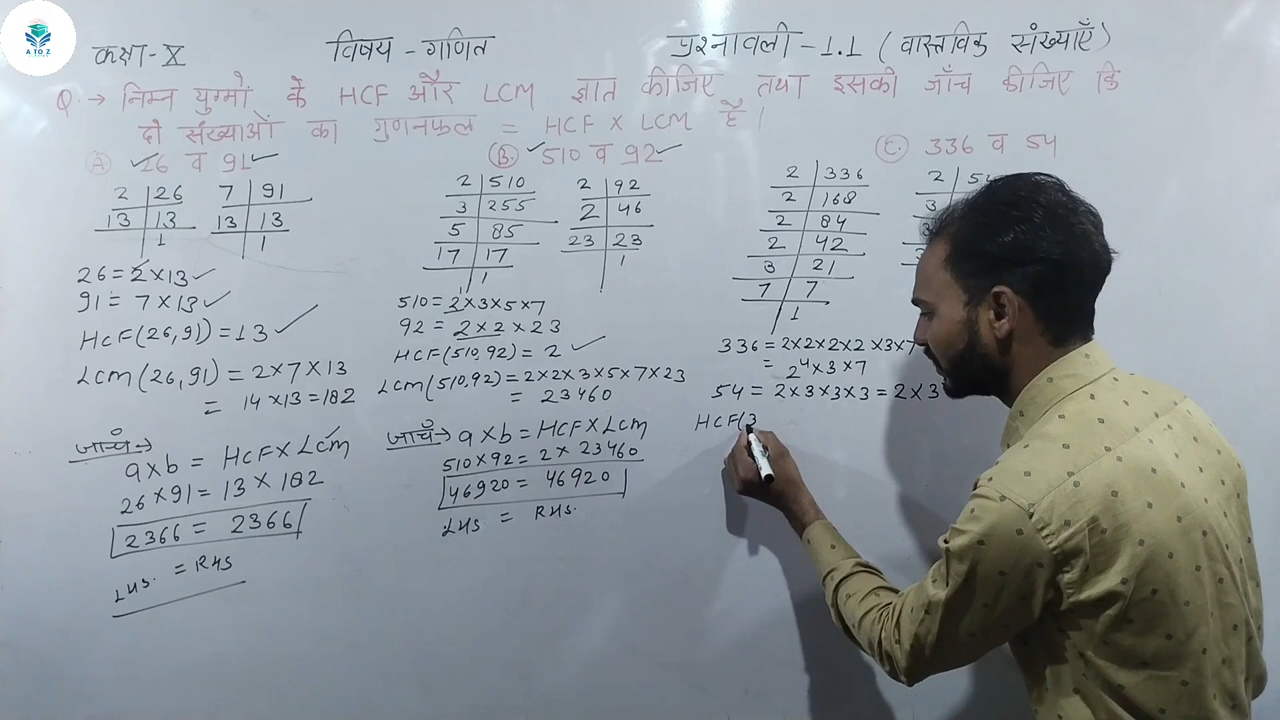 A TO Z
कक्षा-X विषय - गणित प्रश्नावली - 1.1 (वास्तविक संख्याएँ)
Q. → निम्न युग्मों के HCF और LCM ज्ञात कीजिए तथा इसकी जाँच कीजिए कि
दो संख्याओं का गुणनफल = HCF X LCM है।
A ✓26 व 91✓
2 | 26
13 | 13
1
7 | 91
13 | 13
1
26 = 2×13 ✓
91 = 7×13 ✓
HCF(26,91) = 13 ✓
LCM(26,91) = 2×7×13
= 14×13=182
जाचँ→
a×b = HCF×LCM
26×91 = 13×182
2366 = 2366
LHS. = RHS
B. ✓510 व 92✓
2 | 510
3 | 255
5 | 85
17 | 17
1
2 | 92
2 | 46
23 | 23
1
510 = 2×3×5×7
92 = 2×2×23
HCF(510,92) = 2 ✓
LCM(510,92) = 2×2×3×5×7×23
= 23460
जाचँ→ a×b = HCF×LCM
510×92 = 2×23460
46920 = 46920
LHS = RHS.
C. 336 व 54
2 | 336
2 | 168
2 | 84
2 | 42
3 | 21
7 | 7
1
2 | 54
3
336 = 2×2×2×2×3×7
= 2⁴×3×7
54 = 2×3×3×3 = 2×3
HCF(3